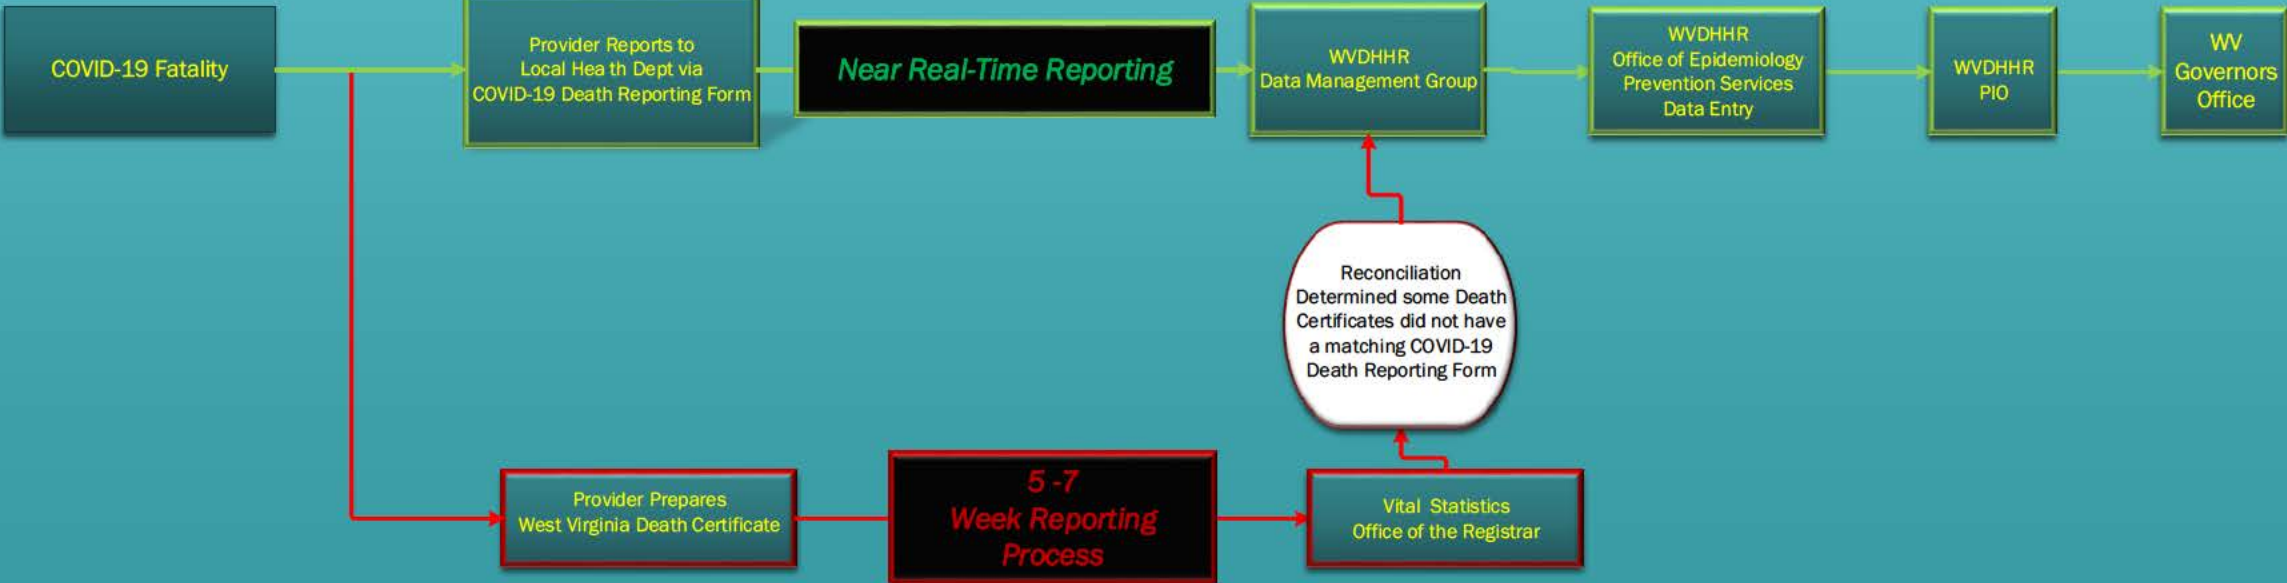 COVID-19 Fatality
Provider Reports to
Local Hea th Dept via
COVID-19 Death Reporting Form
Near Real-Time Reporting
WVDHHR
Data Management Group
WVDHHR
Office of Epidemiology
Prevention Services
Data Entry
WVDHHR
PIO
WV
Governors
Office
Reconciliation
Determined some Death
Certificates did not have
a matching COVID-19
Death Reporting Form
Provider Prepares
West Virginia Death Certificate
5 -7
Week Reporting
Process
Vital Statistics
Office of the Registrar